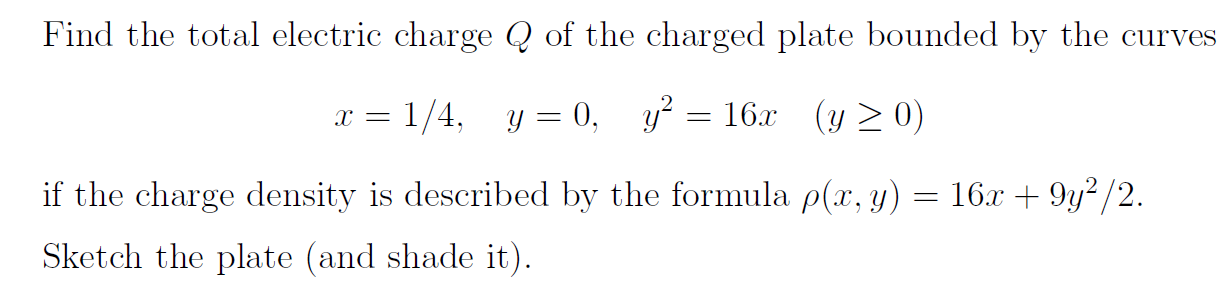 Find the total electric charge Q of the charged plate bounded by the curves
x = 1/4, y = 0, y² = 16x (y ≥ 0)
if the charge density is described by the formula ρ(x, y) = 16x + 9y²/2.
Sketch the plate (and shade it).